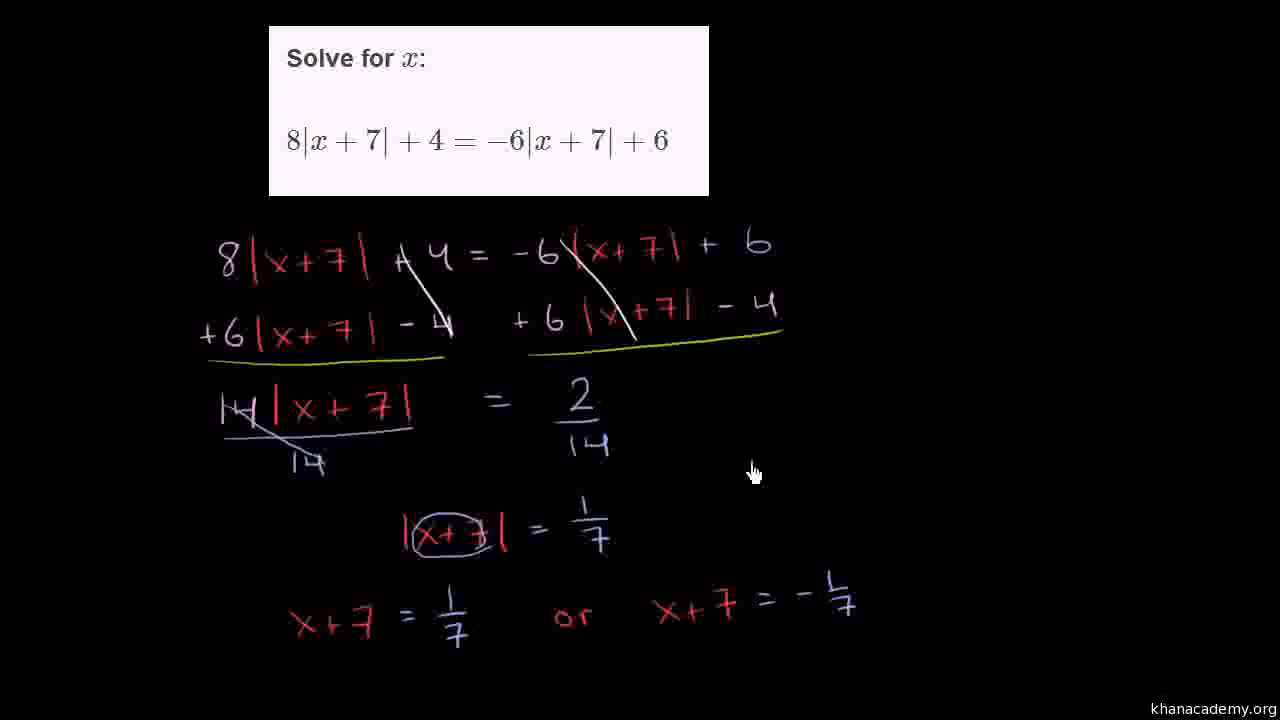 Solve for x:
8|x + 7| + 4 = −6|x + 7| + 6
8|x+7| + 4 = -6|x+7| + 6
+6|x+7| - 4 +6|x+7| - 4
14|x+7| = 2
14 14
|x+7| = 1/7
x+7 = 1/7 or x+7 = -1/7
khanacademy.org